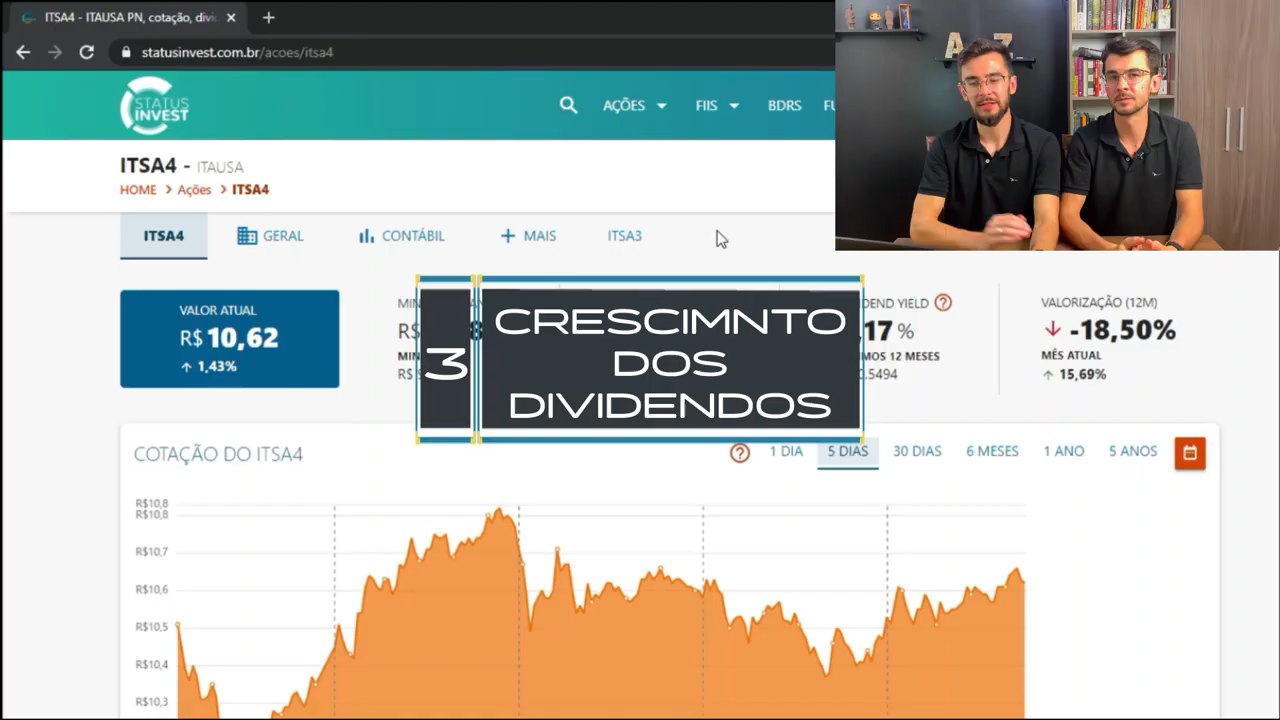 ITSA4 - ITAUSA PN, cotação, divid
statusinvest.com.br/acoes/itsa4
STATUS
INVEST
AÇÕES
FIIS
BDRS
A Z
ITSA4 - ITAUSA
HOME > Ações > ITSA4
ITSA4
GERAL
CONTÁBIL
MAIS
ITSA3
VALOR ATUAL
R$ 10,62
1,43%
3
CRESCIMNTO
DOS
DIVIDENDOS
END YIELD
17 %
MOS 12 MESES
.5494
VALORIZAÇÃO (12M)
-18,50%
MÊS ATUAL
15,69%
COTAÇÃO DO ITSA4
1 DIA
5 DIAS
30 DIAS
6 MESES
1 ANO
5 ANOS
R$10,8
R$10,8
R$10,7
R$10,6
R$10,5
R$10,4
R$10,3